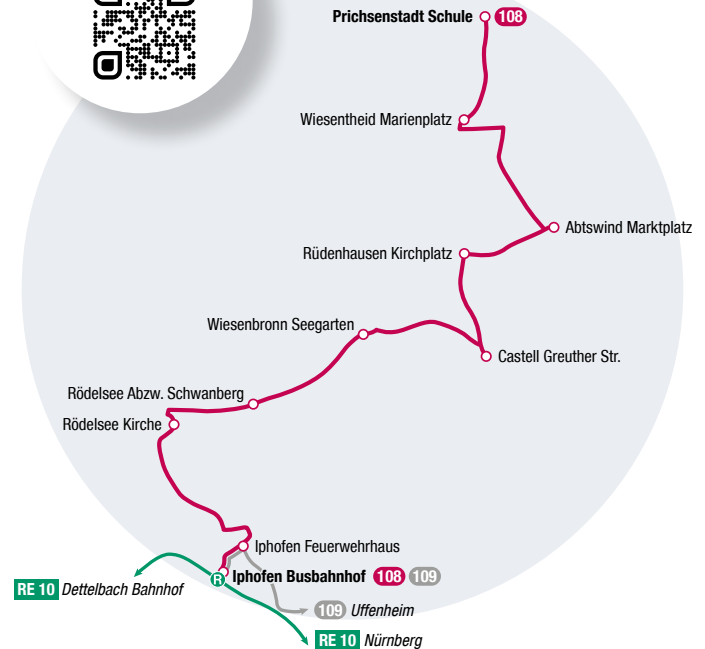 Prichsenstadt Schule 108
Wiesentheid Marienplatz
Abtswind Marktplatz
Rüdenhausen Kirchplatz
Wiesenbronn Seegarten
Castell Greuther Str.
Rödelsee Abzw. Schwanberg
Rödelsee Kirche
Iphofen Feuerwehrhaus
R Iphofen Busbahnhof 108 109
RE 10 Dettelbach Bahnhof
109 Uffenheim
RE 10 Nürnberg